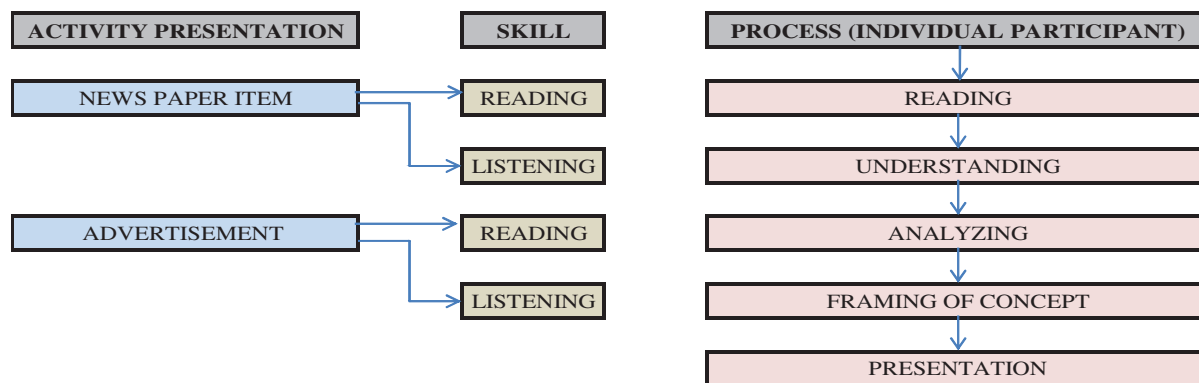 ACTIVITY PRESENTATION
SKILL
PROCESS (INDIVIDUAL PARTICIPANT)
NEWS PAPER ITEM
READING
READING
LISTENING
UNDERSTANDING
ADVERTISEMENT
READING
ANALYZING
LISTENING
FRAMING OF CONCEPT
PRESENTATION